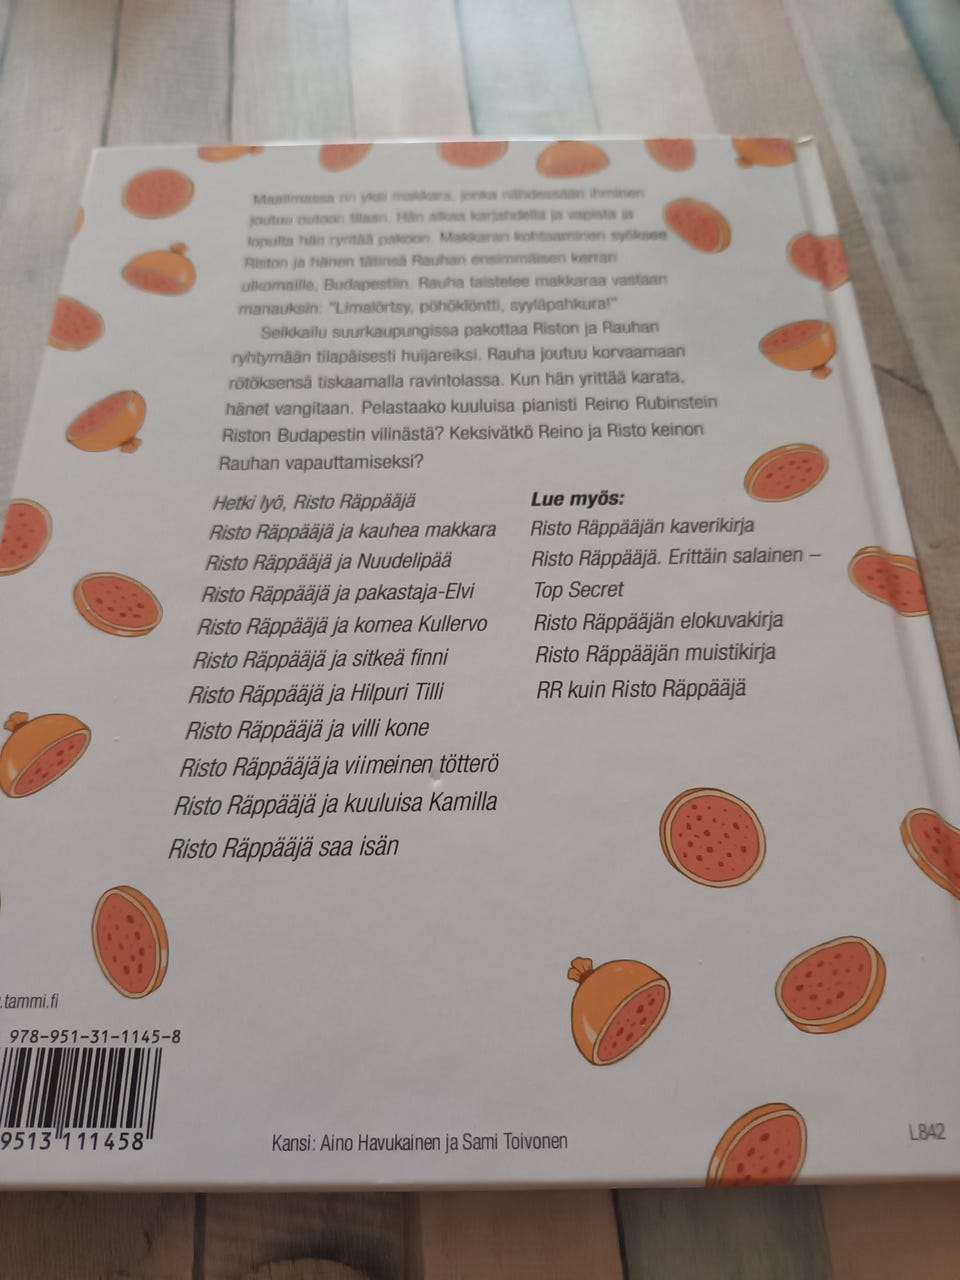 Maailmassa on yksi makkara, jonka nähdessään ihminen
joutuu outoon tilaan. Hän alkaa karjahdella ja vapista ja
lopulta hän ryntää pakoon. Makkaran kohtaaminen syöksee
Riston ja hänen tätinsä Rauhan ensimmäisen kerran
ulkomaille, Budapestiin. Rauha taistelee makkaraa vastaan
manauksin: "Limalörtsy, pöhöklöntti, syyläpahkura!"
Seikkailu suurkaupungissa pakottaa Riston ja Rauhan
ryhtymään tilapäisesti huijareiksi. Rauha joutuu korvaamaan
rötöksensä tiskaamalla ravintolassa. Kun hän yrittää karata,
hänet vangitaan. Pelastaako kuuluisa pianisti Reino Rubinstein
Riston Budapestin vilinästä? Keksivätkö Reino ja Risto keinon
Rauhan vapauttamiseksi?
Hetki lyö, Risto Räppääjä
Risto Räppääjä ja kauhea makkara
Risto Räppääjä ja Nuudelipää
Risto Räppääjä ja pakastaja-Elvi
Risto Räppääjä ja komea Kullervo
Risto Räppääjä ja sitkeä finni
Risto Räppääjä ja Hilpuri Tilli
Risto Räppääjä ja villi kone
Risto Räppääjä ja viimeinen tötterö
Risto Räppääjä ja kuuluisa Kamilla
Risto Räppääjä saa isän
Lue myös:
Risto Räppääjän kaverikirja
Risto Räppääjä. Erittäin salainen –
Top Secret
Risto Räppääjän elokuvakirja
Risto Räppääjän muistikirja
RR kuin Risto Räppääjä
.tammi.fi
978-951-31-1145-8
9513 111458
Kansi: Aino Havukainen ja Sami Toivonen
L842